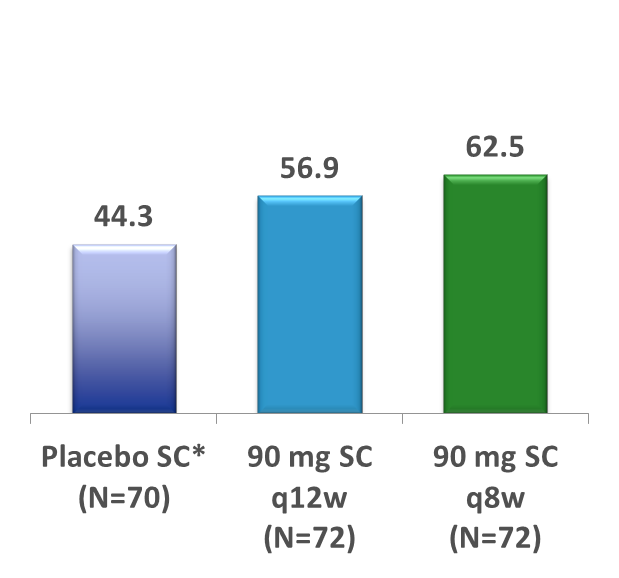 44.3
56.9
62.5
Placebo SC*
(N=70)
90 mg SC
q12w
(N=72)
90 mg SC
q8w
(N=72)